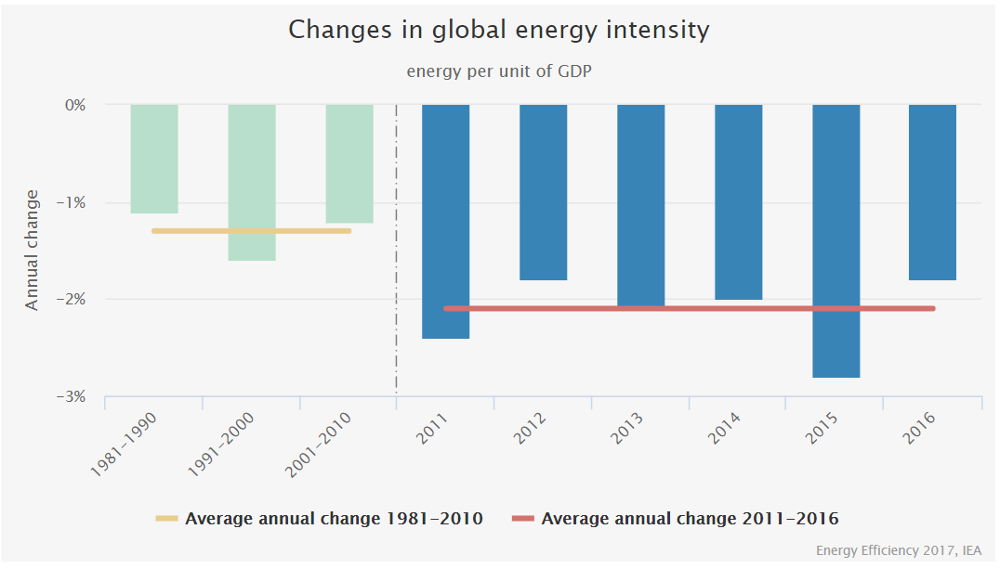 Changes in global energy intensity
energy per unit of GDP
Annual change
0%
−1%
−2%
−3%
1981−1990
1991−2000
2001−2010
2011
2012
2013
2014
2015
2016
Average annual change 1981−2010
Average annual change 2011−2016
Energy Efficiency 2017, IEA